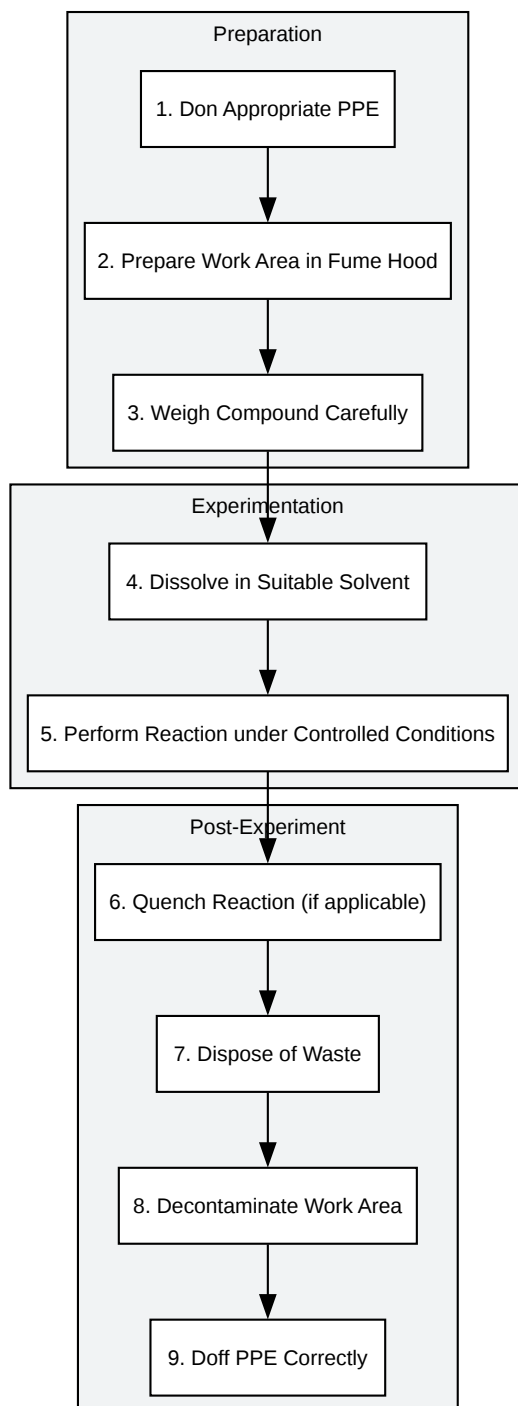 Preparation
1. Don Appropriate PPE
2. Prepare Work Area in Fume Hood
3. Weigh Compound Carefully
Experimentation
4. Dissolve in Suitable Solvent
5. Perform Reaction under Controlled Conditions
Post-Experiment
6. Quench Reaction (if applicable)
7. Dispose of Waste
8. Decontaminate Work Area
9. Doff PPE Correctly